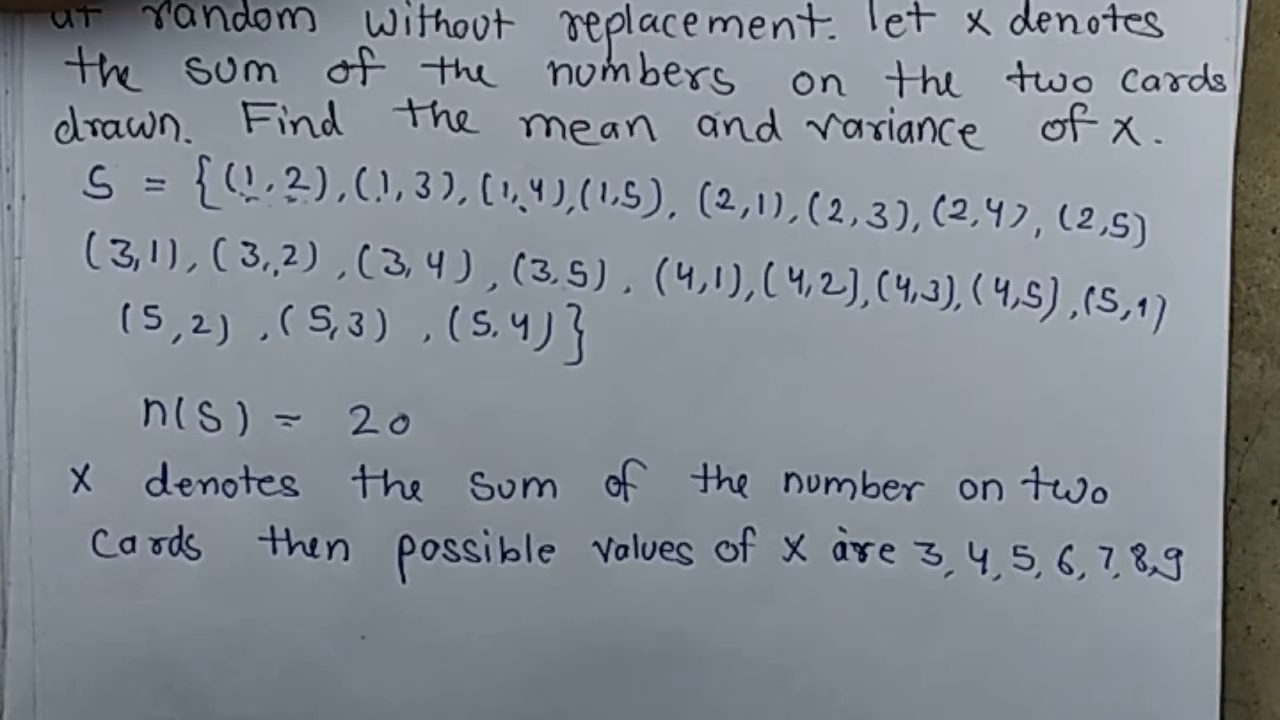 at random without replacement. let x denotes
the sum of the numbers on the two cards
drawn. Find the mean and variance of x.
S = {(1,2),(1,3),(1,4),(1,5), (2,1),(2,3),(2,4),(2,5)
(3,1),(3,2),(3,4),(3,5),(4,1),(4,2),(4,3),(4,5),(5,1)
(5,2),(5,3),(5,4)}
n(S) = 20
X denotes the sum of the number on two
Cards then possible values of X are 3,4,5,6,7,8,9